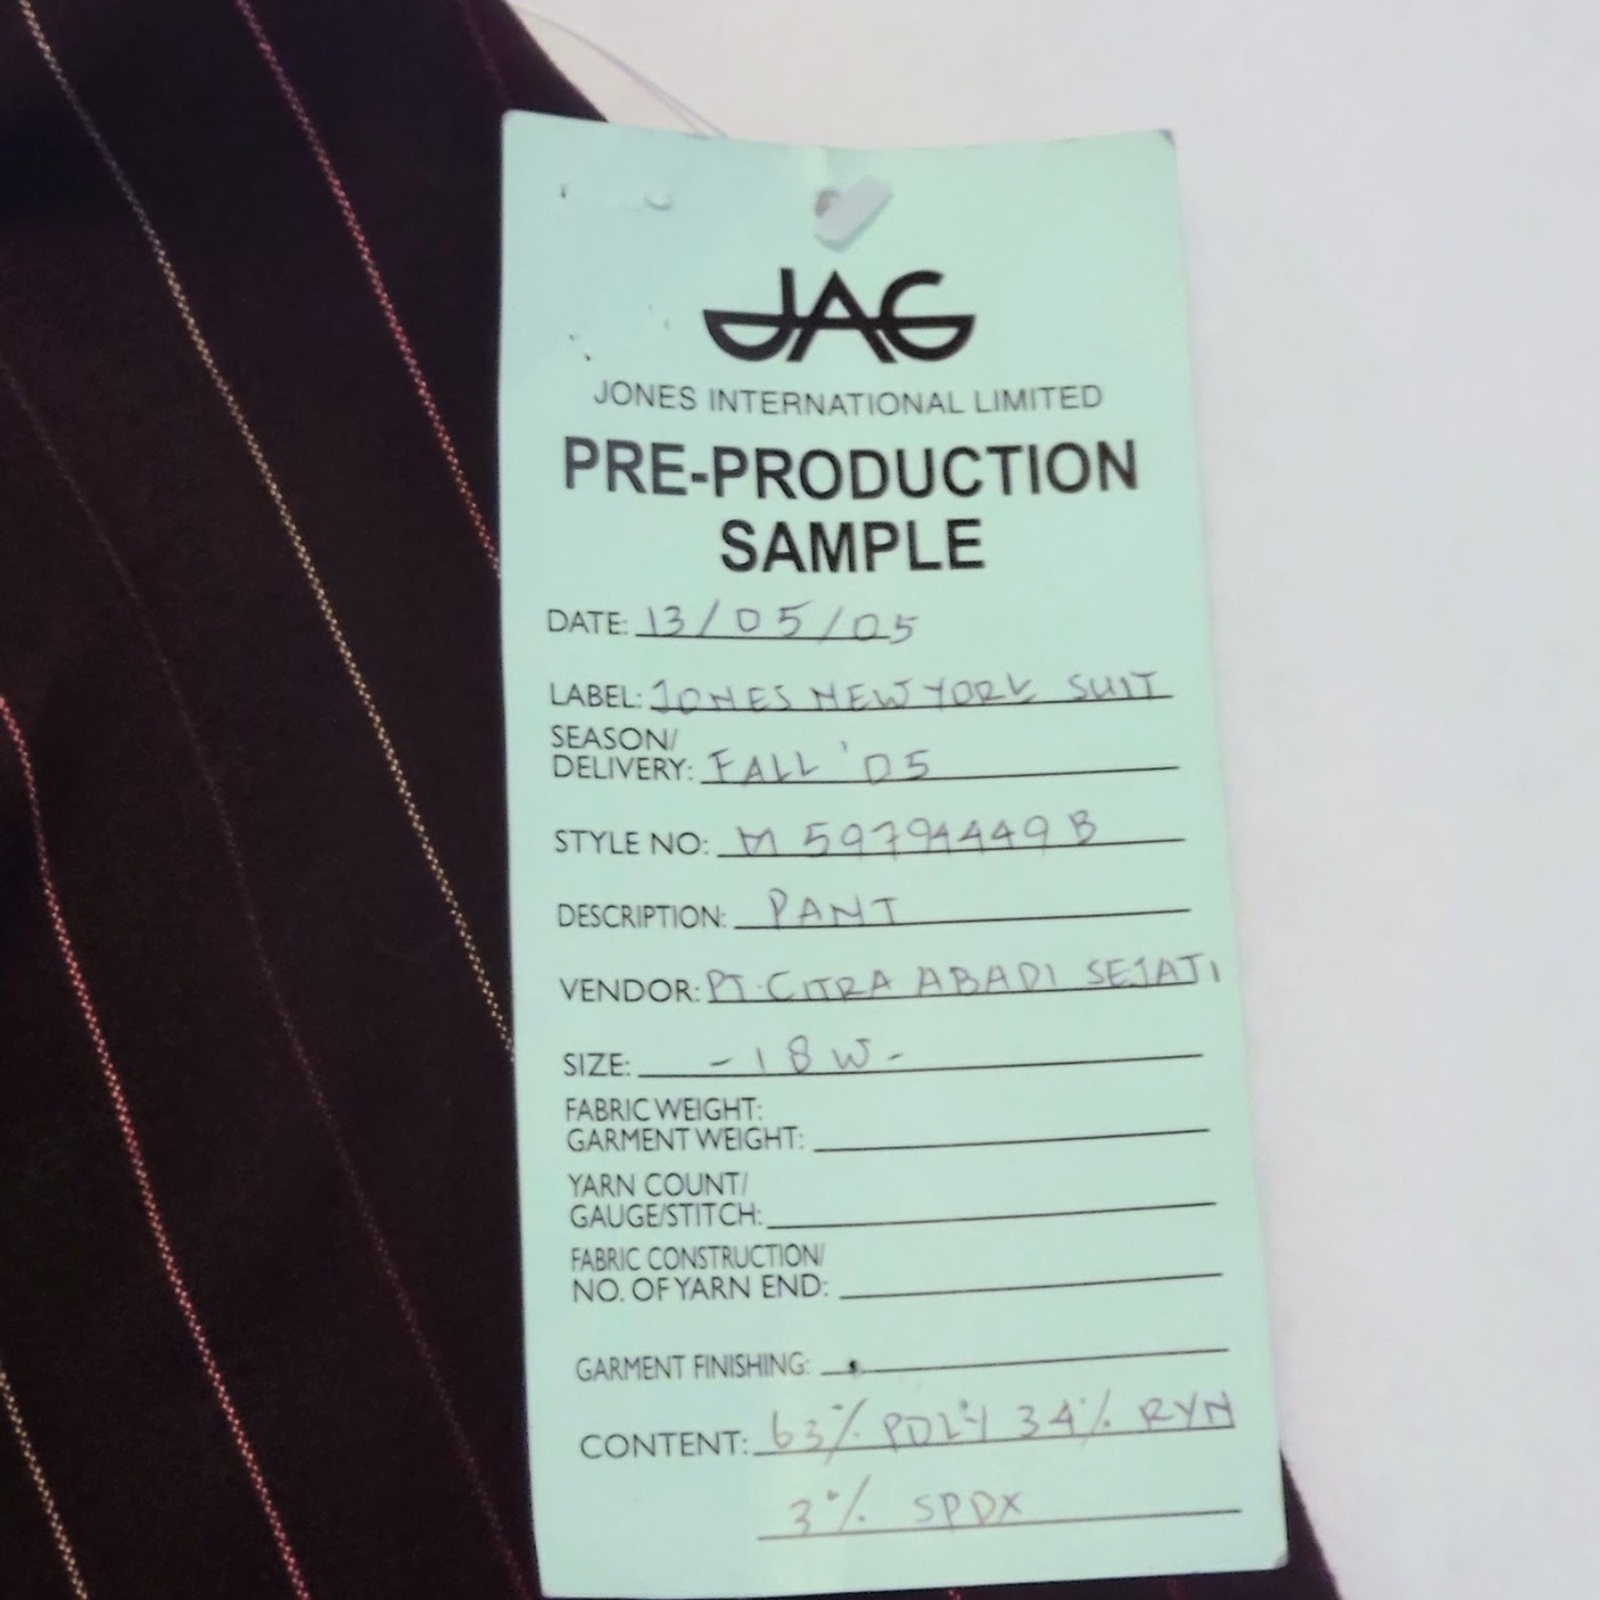 JAG
JONES INTERNATIONAL LIMITED
PRE-PRODUCTION
SAMPLE
DATE: 13/05/05
LABEL: JONES NEW YORK SUIT
SEASON/
DELIVERY: FALL '05
STYLE NO: M 59794449 B
DESCRIPTION: PANT
VENDOR: PT. CITRA ABADI SEJATI
SIZE: -18W-
FABRIC WEIGHT:
GARMENT WEIGHT:
YARN COUNT/
GAUGE/STITCH:
FABRIC CONSTRUCTION/
NO. OF YARN END:
GARMENT FINISHING:
CONTENT: 63% POLY 34% RYN
3% SPDX